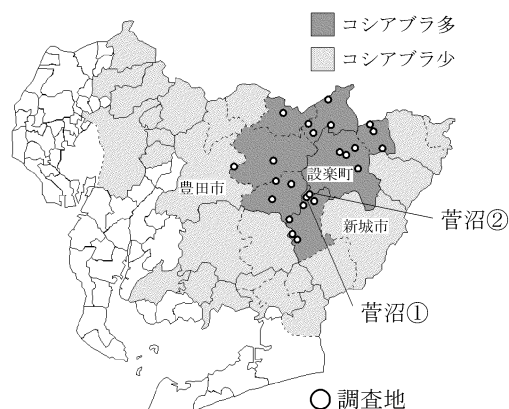 コシアブラ多
コシアブラ少
豊田市
設楽町
新城市
菅沼②
菅沼①
調査地